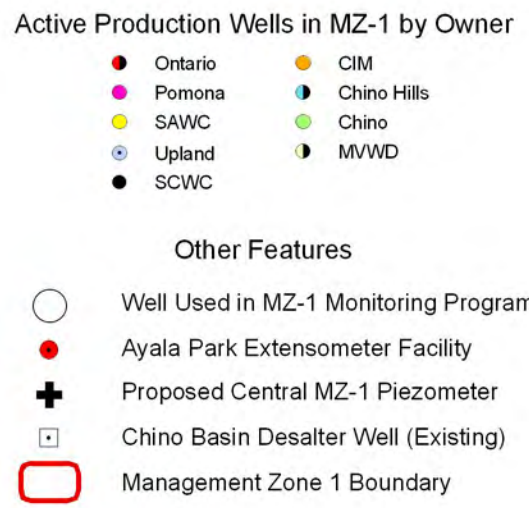 Active Production Wells in MZ-1 by Owner
Ontario
CIM
Pomona
Chino Hills
SAWC
Chino
Upland
MVWD
SCWC
Other Features
Well Used in MZ-1 Monitoring Program
Ayala Park Extensometer Facility
Proposed Central MZ-1 Piezometer
Chino Basin Desalter Well (Existing)
Management Zone 1 Boundary